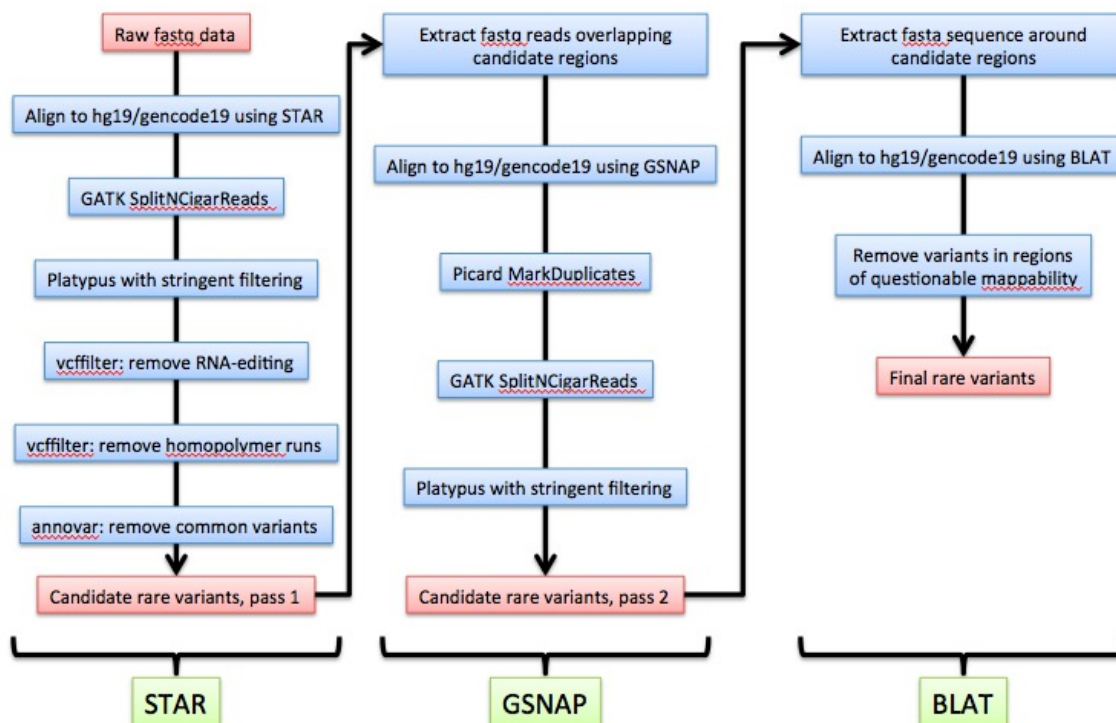 Raw fastq data
Align to hg19/gencode19 using STAR
GATK SplitNCigarReads
Platypus with stringent filtering
vcffilter: remove RNA-editing
vcffilter: remove homopolymer runs
annovar: remove common variants
Candidate rare variants, pass 1
STAR
Extract fastq reads overlapping
candidate regions
Align to hg19/gencode19 using GSNAP
Picard MarkDuplicates
GATK SplitNCigarReads
Platypus with stringent filtering
Candidate rare variants, pass 2
GSNAP
Extract fasta sequence around
candidate regions
Align to hg19/gencode19 using BLAT
Remove variants in regions
of questionable mappability
Final rare variants
BLAT